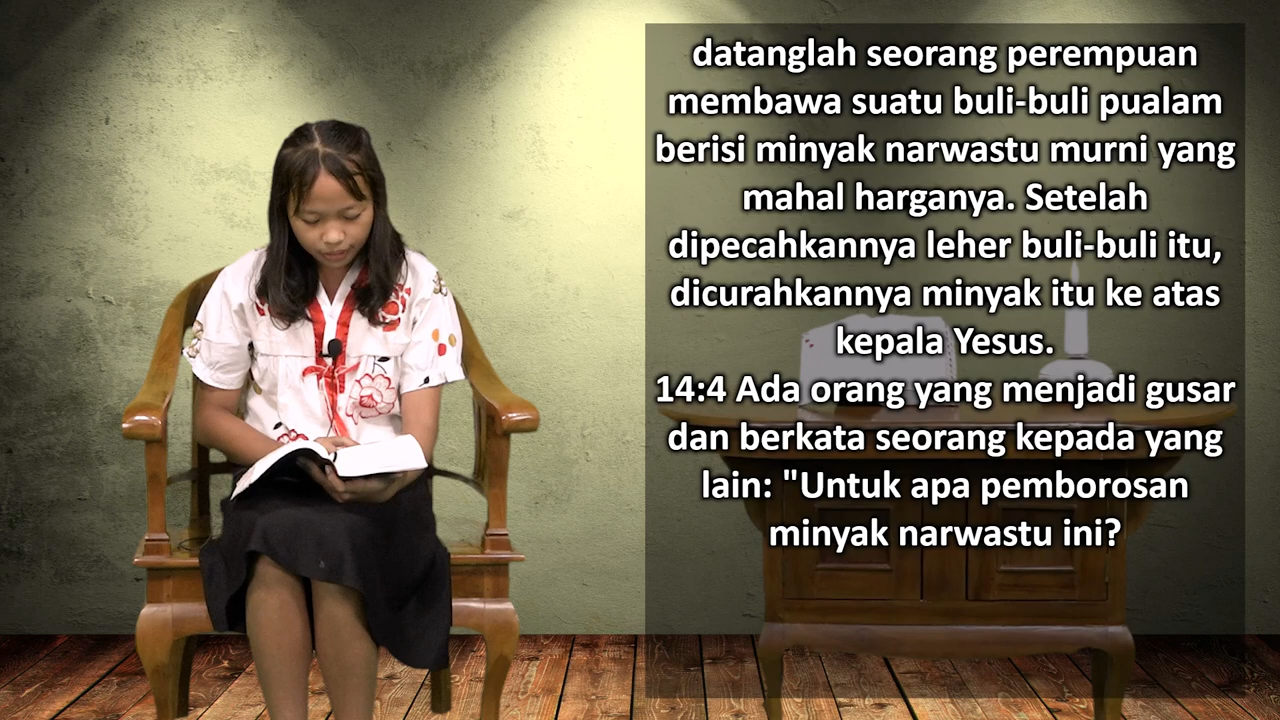 datanglah seorang perempuan
membawa suatu buli-buli pualam
berisi minyak narwastu murni yang
mahal harganya. Setelah
dipecahkannya leher buli-buli itu,
dicurahkannya minyak itu ke atas
kepala Yesus.
14:4 Ada orang yang menjadi gusar
dan berkata seorang kepada yang
lain: "Untuk apa pemborosan
minyak narwastu ini?